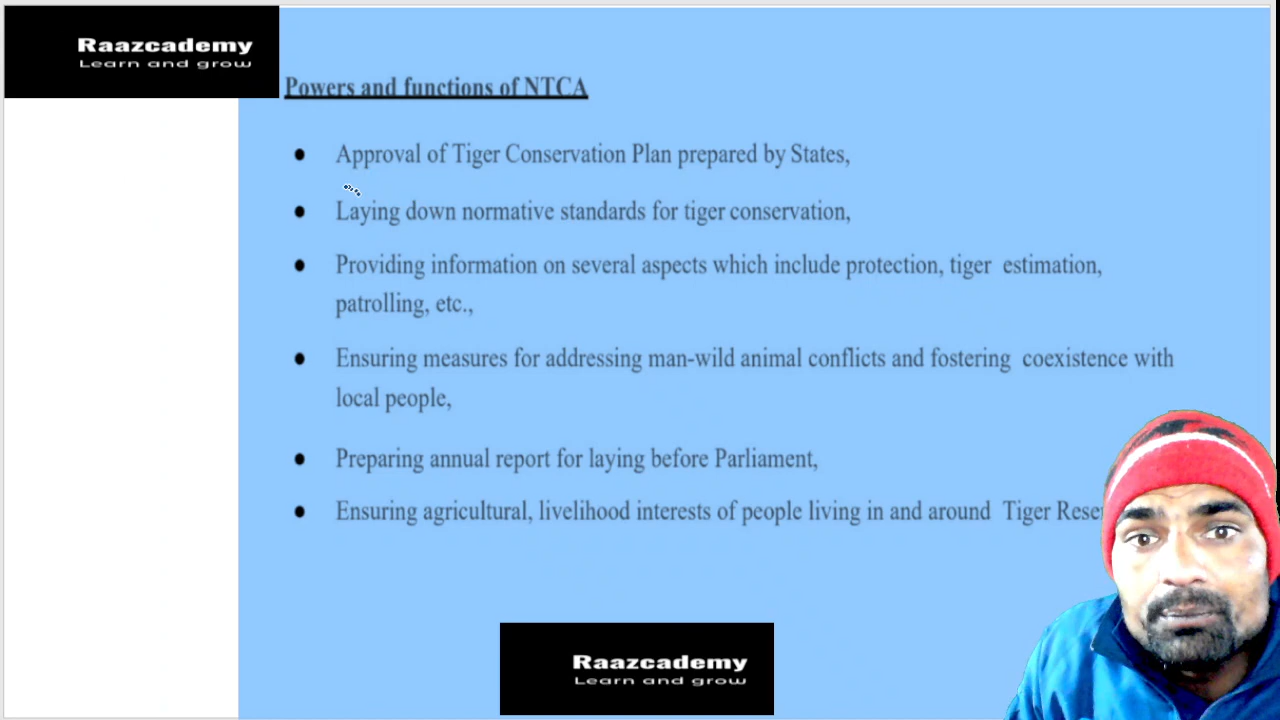 Raazcademy
Learn and grow
Powers and functions of NTCA
● Approval of Tiger Conservation Plan prepared by States,
● Laying down normative standards for tiger conservation,
● Providing information on several aspects which include protection, tiger estimation,
patrolling, etc.,
● Ensuring measures for addressing man-wild animal conflicts and fostering coexistence with
local people,
● Preparing annual report for laying before Parliament,
● Ensuring agricultural, livelihood interests of people living in and around Tiger
Raazcademy
Learn and grow